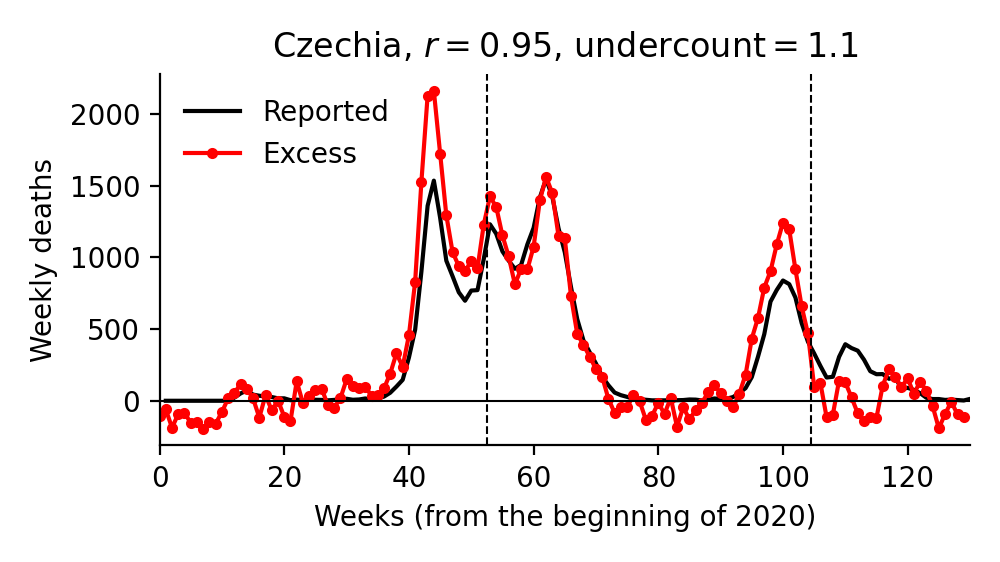 Czechia, r = 0.95, undercount = 1.1
Reported
Excess
Weekly deaths
2000
1500
1000
500
0
0 20 40 60 80 100 120
Weeks (from the beginning of 2020)